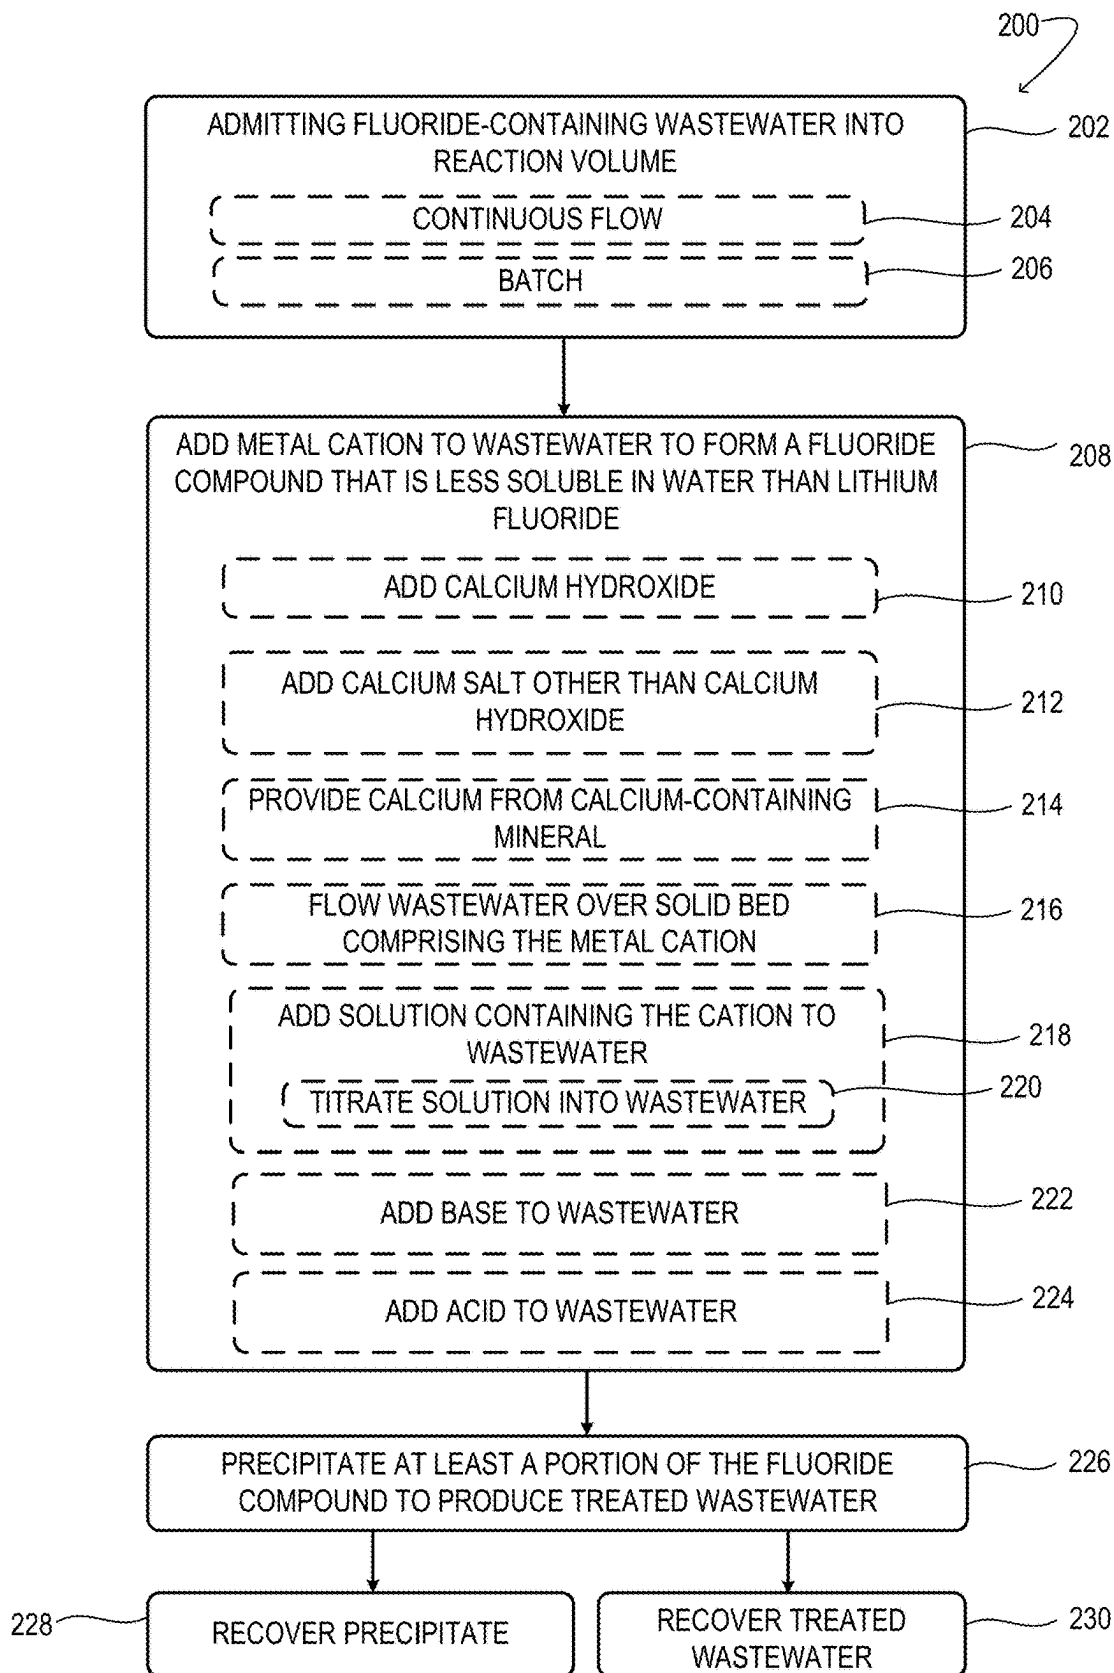 200
ADMITTING FLUORIDE-CONTAINING WASTEWATER INTO
REACTION VOLUME
202
CONTINUOUS FLOW
204
BATCH
206
ADD METAL CATION TO WASTEWATER TO FORM A FLUORIDE
COMPOUND THAT IS LESS SOLUBLE IN WATER THAN LITHIUM
FLUORIDE
208
ADD CALCIUM HYDROXIDE
210
ADD CALCIUM SALT OTHER THAN CALCIUM
HYDROXIDE
212
PROVIDE CALCIUM FROM CALCIUM-CONTAINING
MINERAL
214
FLOW WASTEWATER OVER SOLID BED
COMPRISING THE METAL CATION
216
ADD SOLUTION CONTAINING THE CATION TO
WASTEWATER
218
TITRATE SOLUTION INTO WASTEWATER
220
ADD BASE TO WASTEWATER
222
ADD ACID TO WASTEWATER
224
PRECIPITATE AT LEAST A PORTION OF THE FLUORIDE
COMPOUND TO PRODUCE TREATED WASTEWATER
226
228
RECOVER PRECIPITATE
RECOVER TREATED
WASTEWATER
230